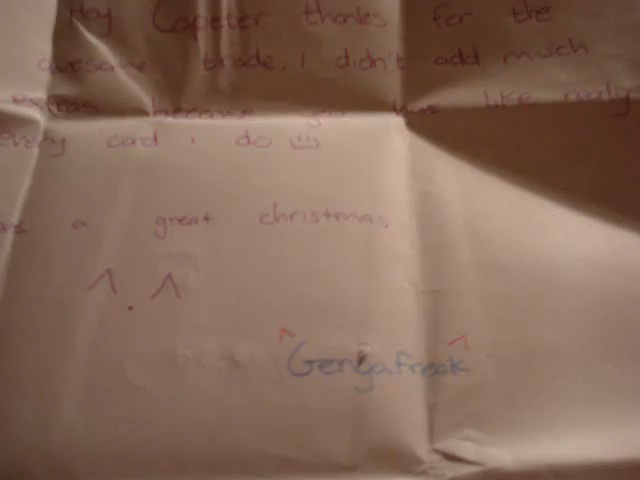 Hey Capeter thanks for the
awesome trade, I didn't add much
extras because you have like nearly
every card i do
a great christmas
^.^
^ GengaFreak ^